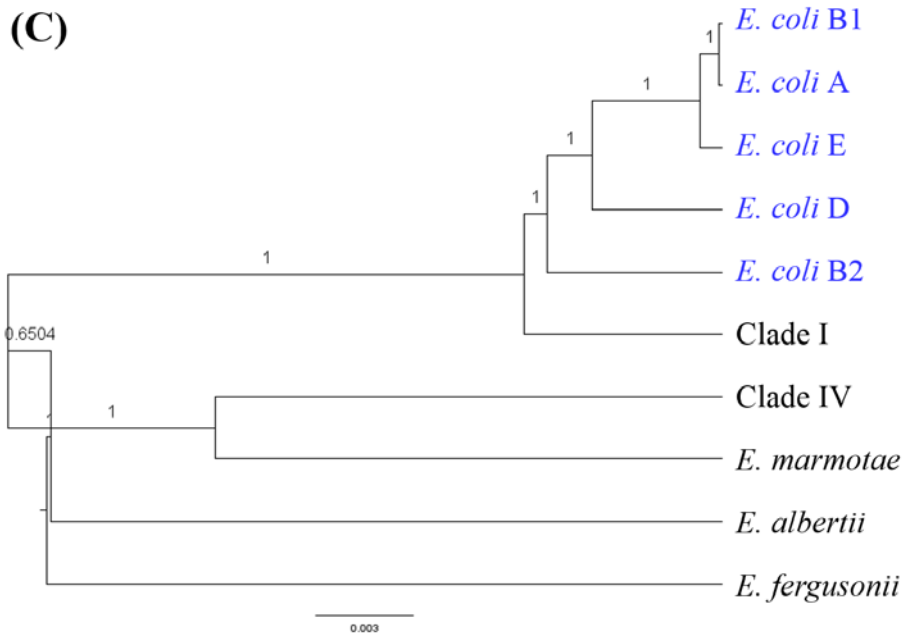 (C)
E. coli B1
1
E. coli A
1
E. coli E
1
E. coli D
1
E. coli B2
1
Clade I
0.6504
Clade IV
1
1
E. marmotae
E. albertii
E. fergusonii
0.003